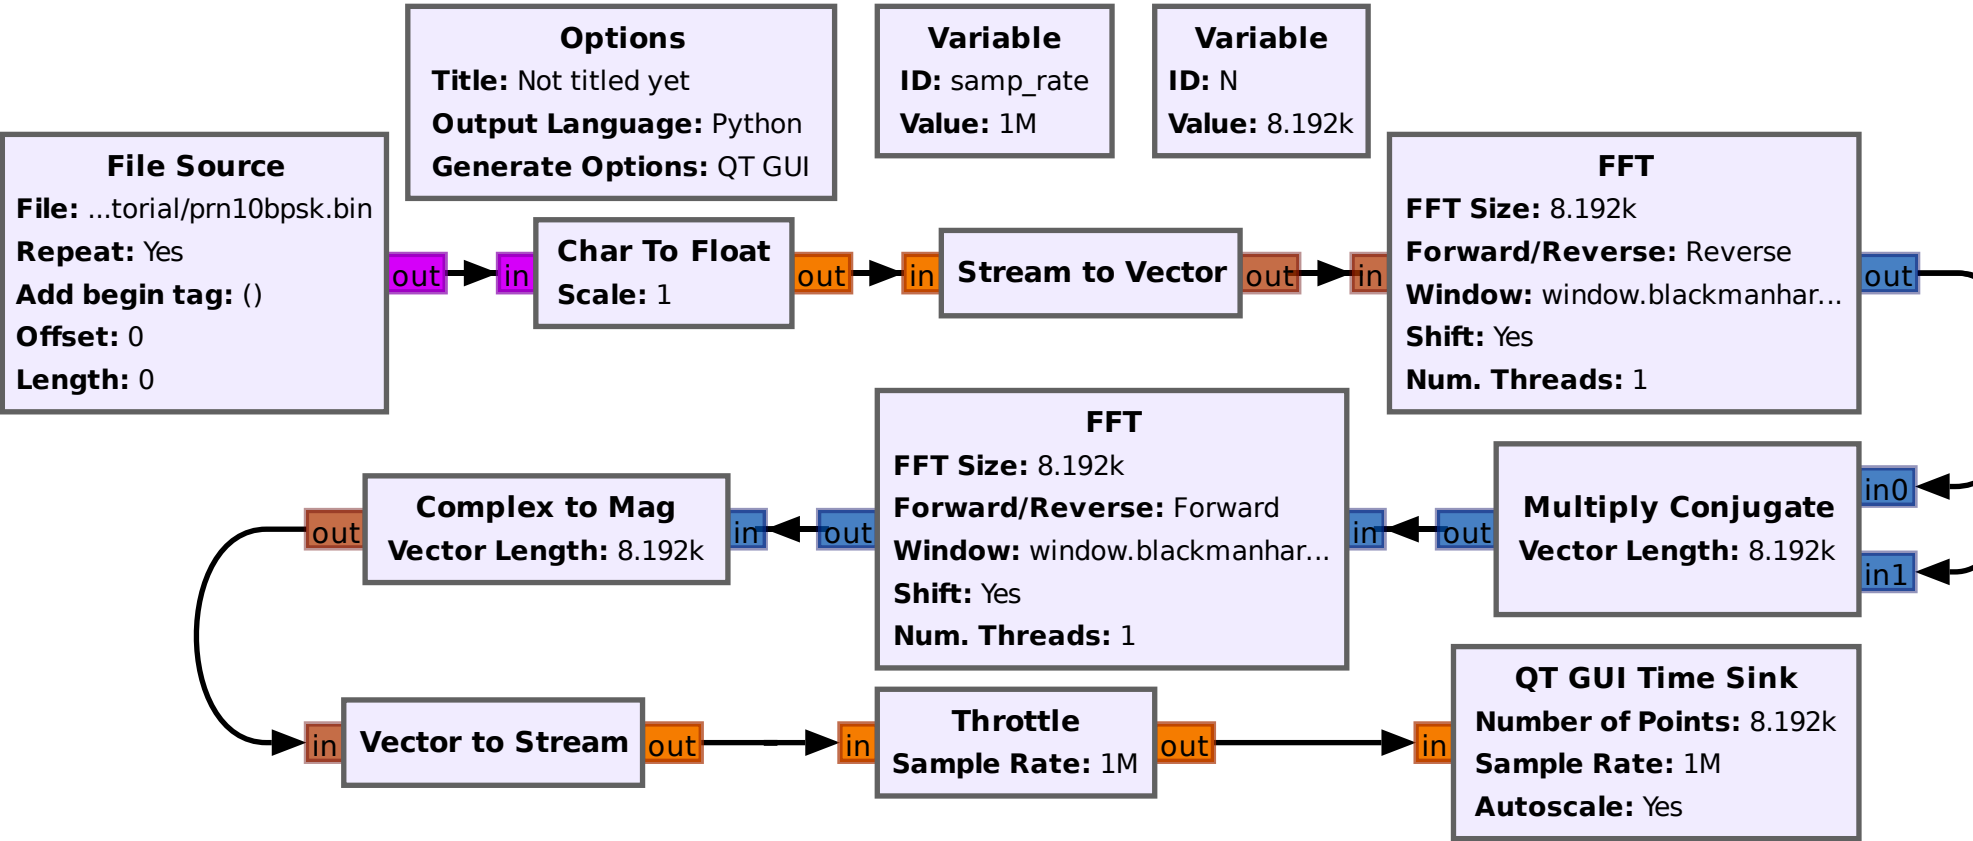 Options
Title: Not titled yet
Output Language: Python
Generate Options: QT GUI
Variable
ID: samp_rate
Value: 1M
Variable
ID: N
Value: 8.192k
File Source
File: ...torial/prn10bpsk.bin
Repeat: Yes
Add begin tag: ()
Offset: 0
Length: 0
out
in
Char To Float
Scale: 1
out
in
Stream to Vector
out
in
FFT
FFT Size: 8.192k
Forward/Reverse: Reverse
Window: window.blackmanhar...
Shift: Yes
Num. Threads: 1
out
in0
in1
Multiply Conjugate
Vector Length: 8.192k
out
in
FFT
FFT Size: 8.192k
Forward/Reverse: Forward
Window: window.blackmanhar...
Shift: Yes
Num. Threads: 1
out
in
Complex to Mag
Vector Length: 8.192k
out
in
Vector to Stream
out
in
Throttle
Sample Rate: 1M
out
in
QT GUI Time Sink
Number of Points: 8.192k
Sample Rate: 1M
Autoscale: Yes